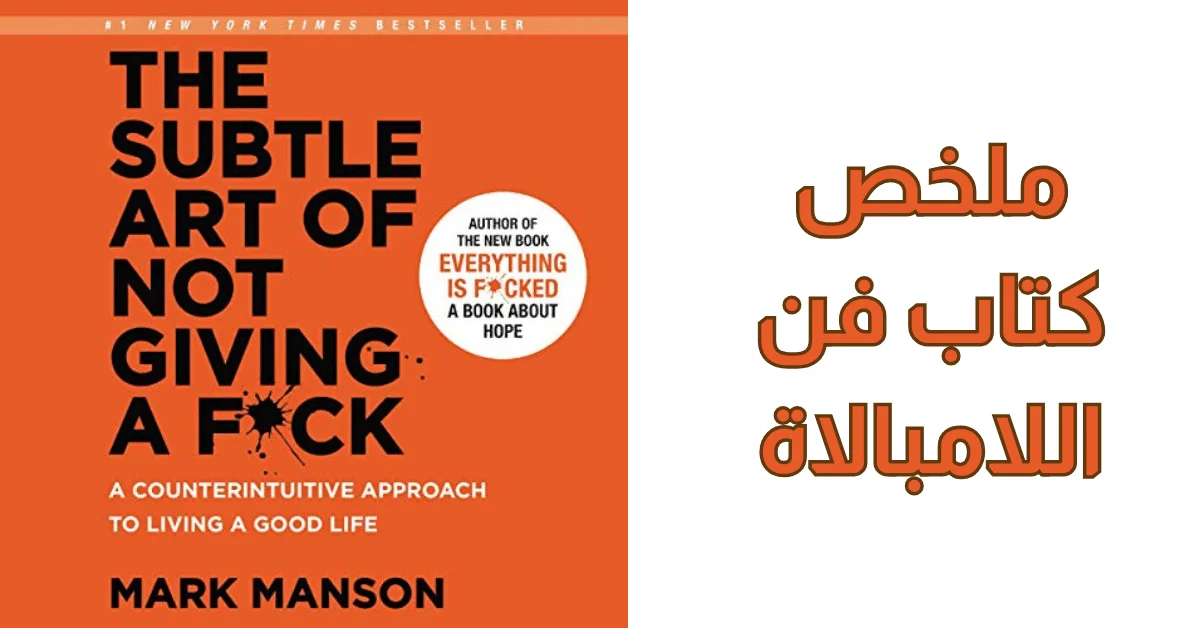 #1 NEW YORK TIMES BESTSELLER
THE
SUBTLE
ART OF
NOT
GIVING
A F*CK
AUTHOR OF
THE NEW BOOK
EVERYTHING
IS F*CKED
A BOOK ABOUT
HOPE
A COUNTERINTUITIVE APPROACH
TO LIVING A GOOD LIFE
MARK MANSON
ملخص
كتاب فن
اللامبالاة